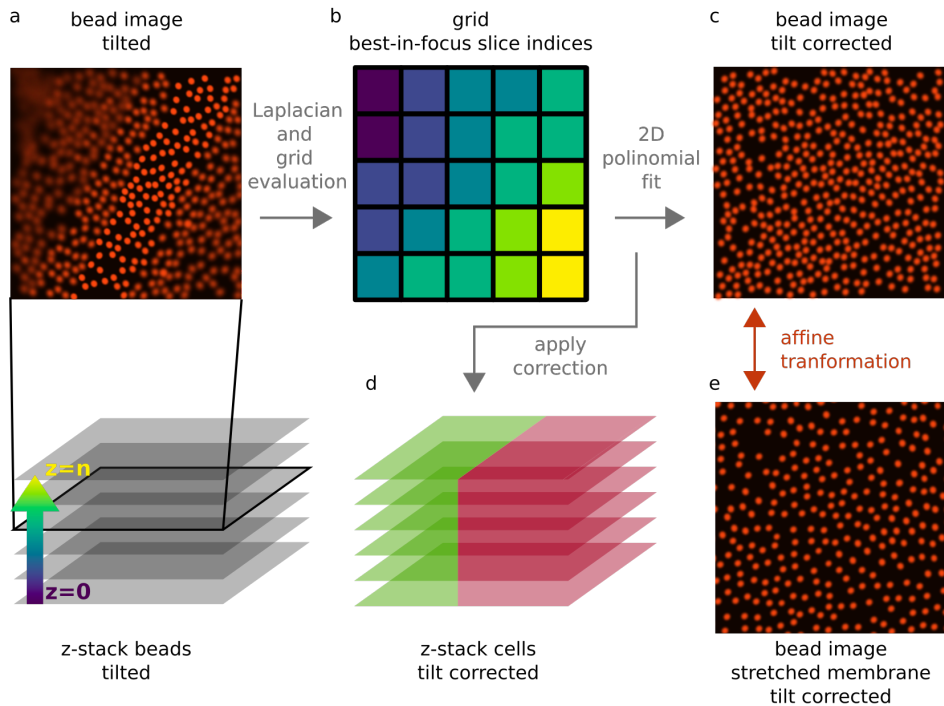 a
bead image
tilted
b
grid
best-in-focus slice indices
c
bead image
tilt corrected
Laplacian
and
grid
evaluation
2D
polinomial
fit
apply
correction
affine
tranformation
d
e
z=n
z=0
z-stack beads
tilted
z-stack cells
tilt corrected
bead image
stretched membrane
tilt corrected